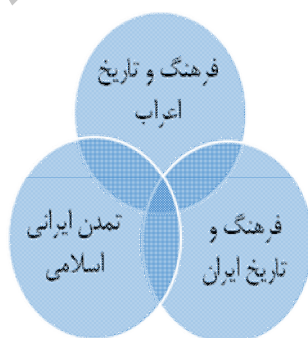 فرهنگ و تاریخ
اعراب
تمدن ایرانی
اسلامی
فرهنگ و
تاریخ ایران